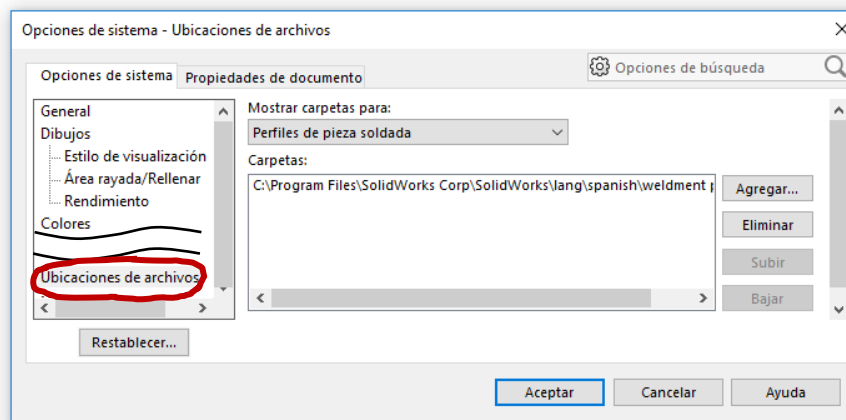 Opciones de sistema - Ubicaciones de archivos
Opciones de sistema
Propiedades de documento
Opciones de búsqueda
General
Dibujos
Estilo de visualización
Área rayada/Rellenar
Rendimiento
Colores
Ubicaciones de archivos
Restablecer...
Mostrar carpetas para:
Perfiles de pieza soldada
Carpetas:
C:\Program Files\SolidWorks Corp\SolidWorks\lang\spanish\weldment p
Agregar...
Eliminar
Subir
Bajar
Aceptar
Cancelar
Ayuda